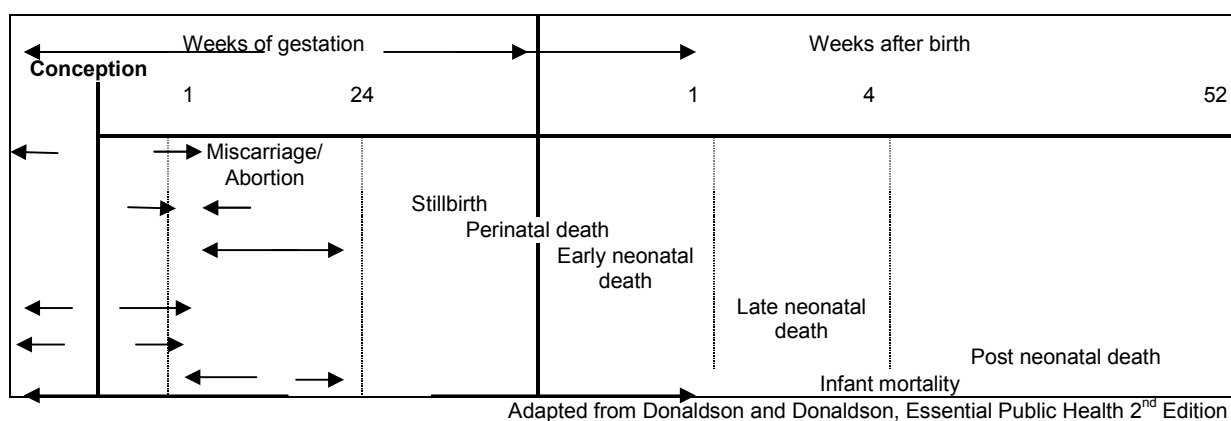 Weeks of gestation Weeks after birth
Conception
1 24 1 4 52
Miscarriage/
Abortion
Stillbirth
Perinatal death
Early neonatal
death
Late neonatal
death
Post neonatal death
Infant mortality
Adapted from Donaldson and Donaldson, Essential Public Health 2nd Edition